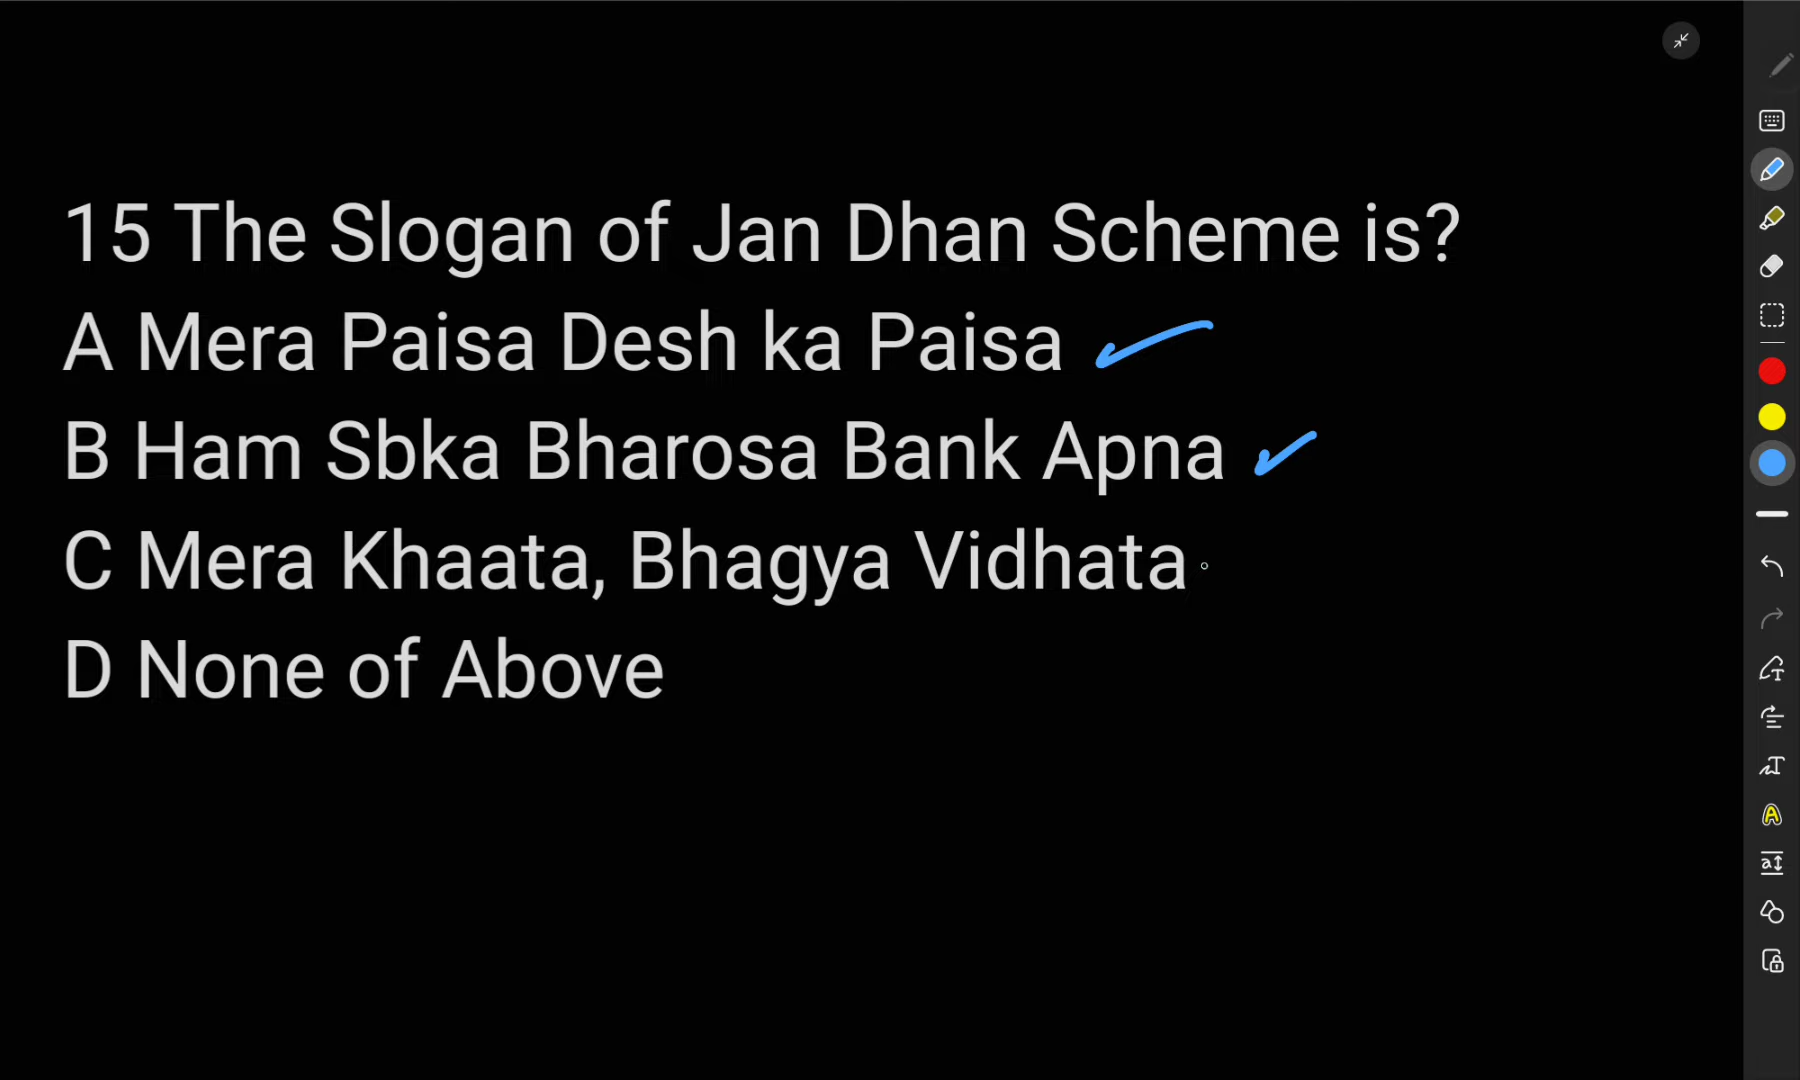 15 The Slogan of Jan Dhan Scheme is?
A Mera Paisa Desh ka Paisa
B Ham Sbka Bharosa Bank Apna
C Mera Khaata, Bhagya Vidhata
D None of Above